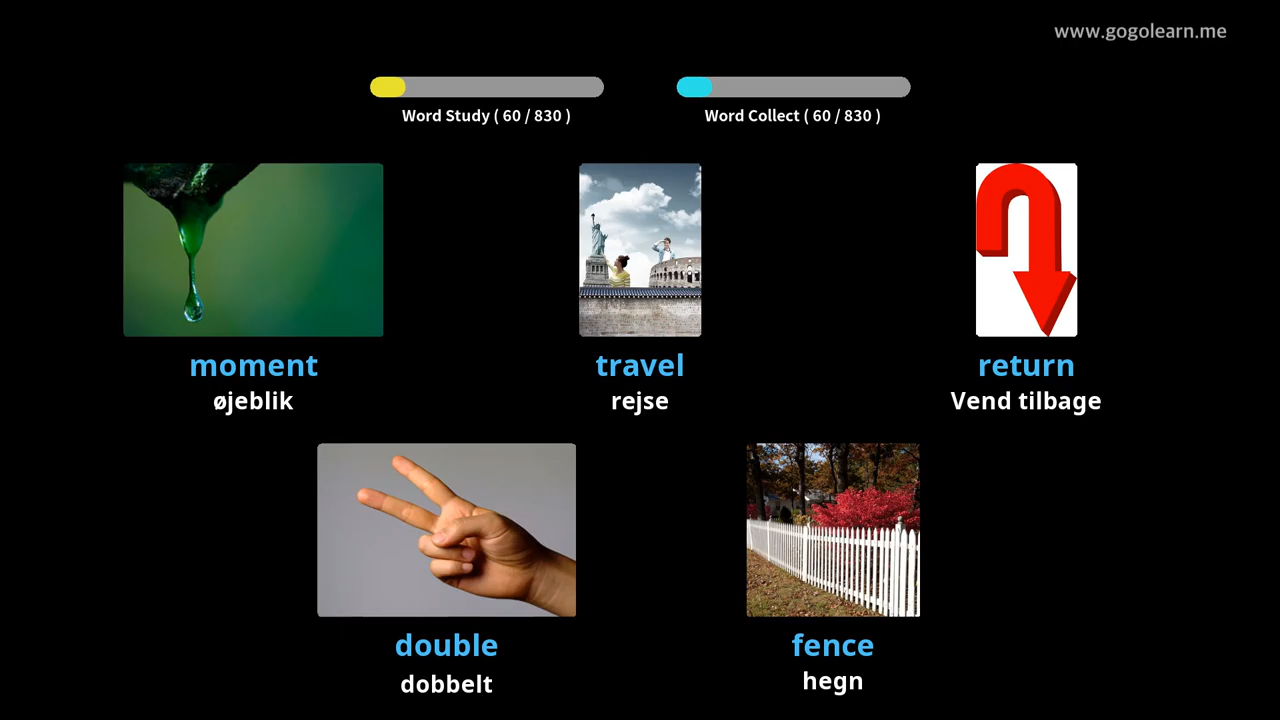 www.gogolearn.me
Word Study ( 60 / 830 )
Word Collect ( 60 / 830 )
moment
øjeblik
travel
rejse
return
Vend tilbage
double
dobbelt
fence
hegn